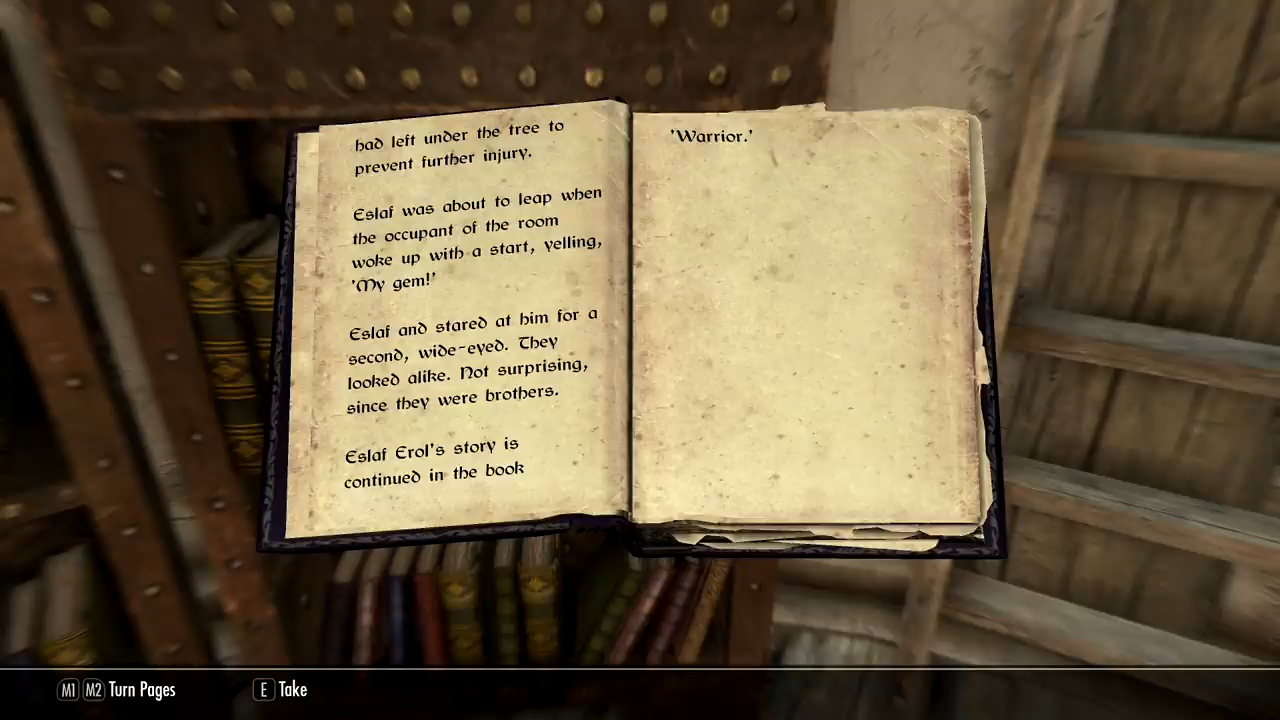 had left under the tree to
prevent further injury.
Eslaf was about to leap when
the occupant of the room
woke up with a start, yelling,
'My gem!'
Eslaf and stared at him for a
second, wide-eyed. They
looked alike. Not surprising,
since they were brothers.
Eslaf Erol's story is
continued in the book
'Warrior.'
M1 M2 Turn Pages
E Take